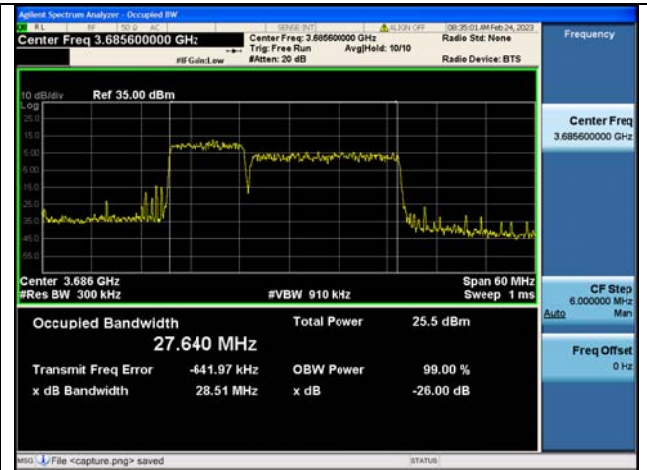 Agilent Spectrum Analyzer - Occupied BW
RL RF 50 Ω AC SENSE:INT ALIGN OFF 08:35:01 AM Feb 24, 2023
Center Freq 3.685600000 GHz Center Freq: 3.685600000 GHz Radio Std: None Frequency
Trig: Free Run Avg|Hold: 10/10
#IFGain:Low #Atten: 20 dB Radio Device: BTS
10 dB/div Ref 35.00 dBm
Log
25.0
15.0
5.00
-5.00
-15.0
-25.0
-35.0
-45.0
-55.0
Center Freq
3.685600000 GHz
Center 3.686 GHz Span 60 MHz
#Res BW 300 kHz #VBW 910 kHz Sweep 1 ms
CF Step
6.000000 MHz
Auto Man
Occupied Bandwidth Total Power 25.5 dBm
27.640 MHz
Transmit Freq Error -641.97 kHz OBW Power 99.00 %
x dB Bandwidth 28.51 MHz x dB -26.00 dB
Freq Offset
0 Hz
MSG File <capture.png> saved STATUS